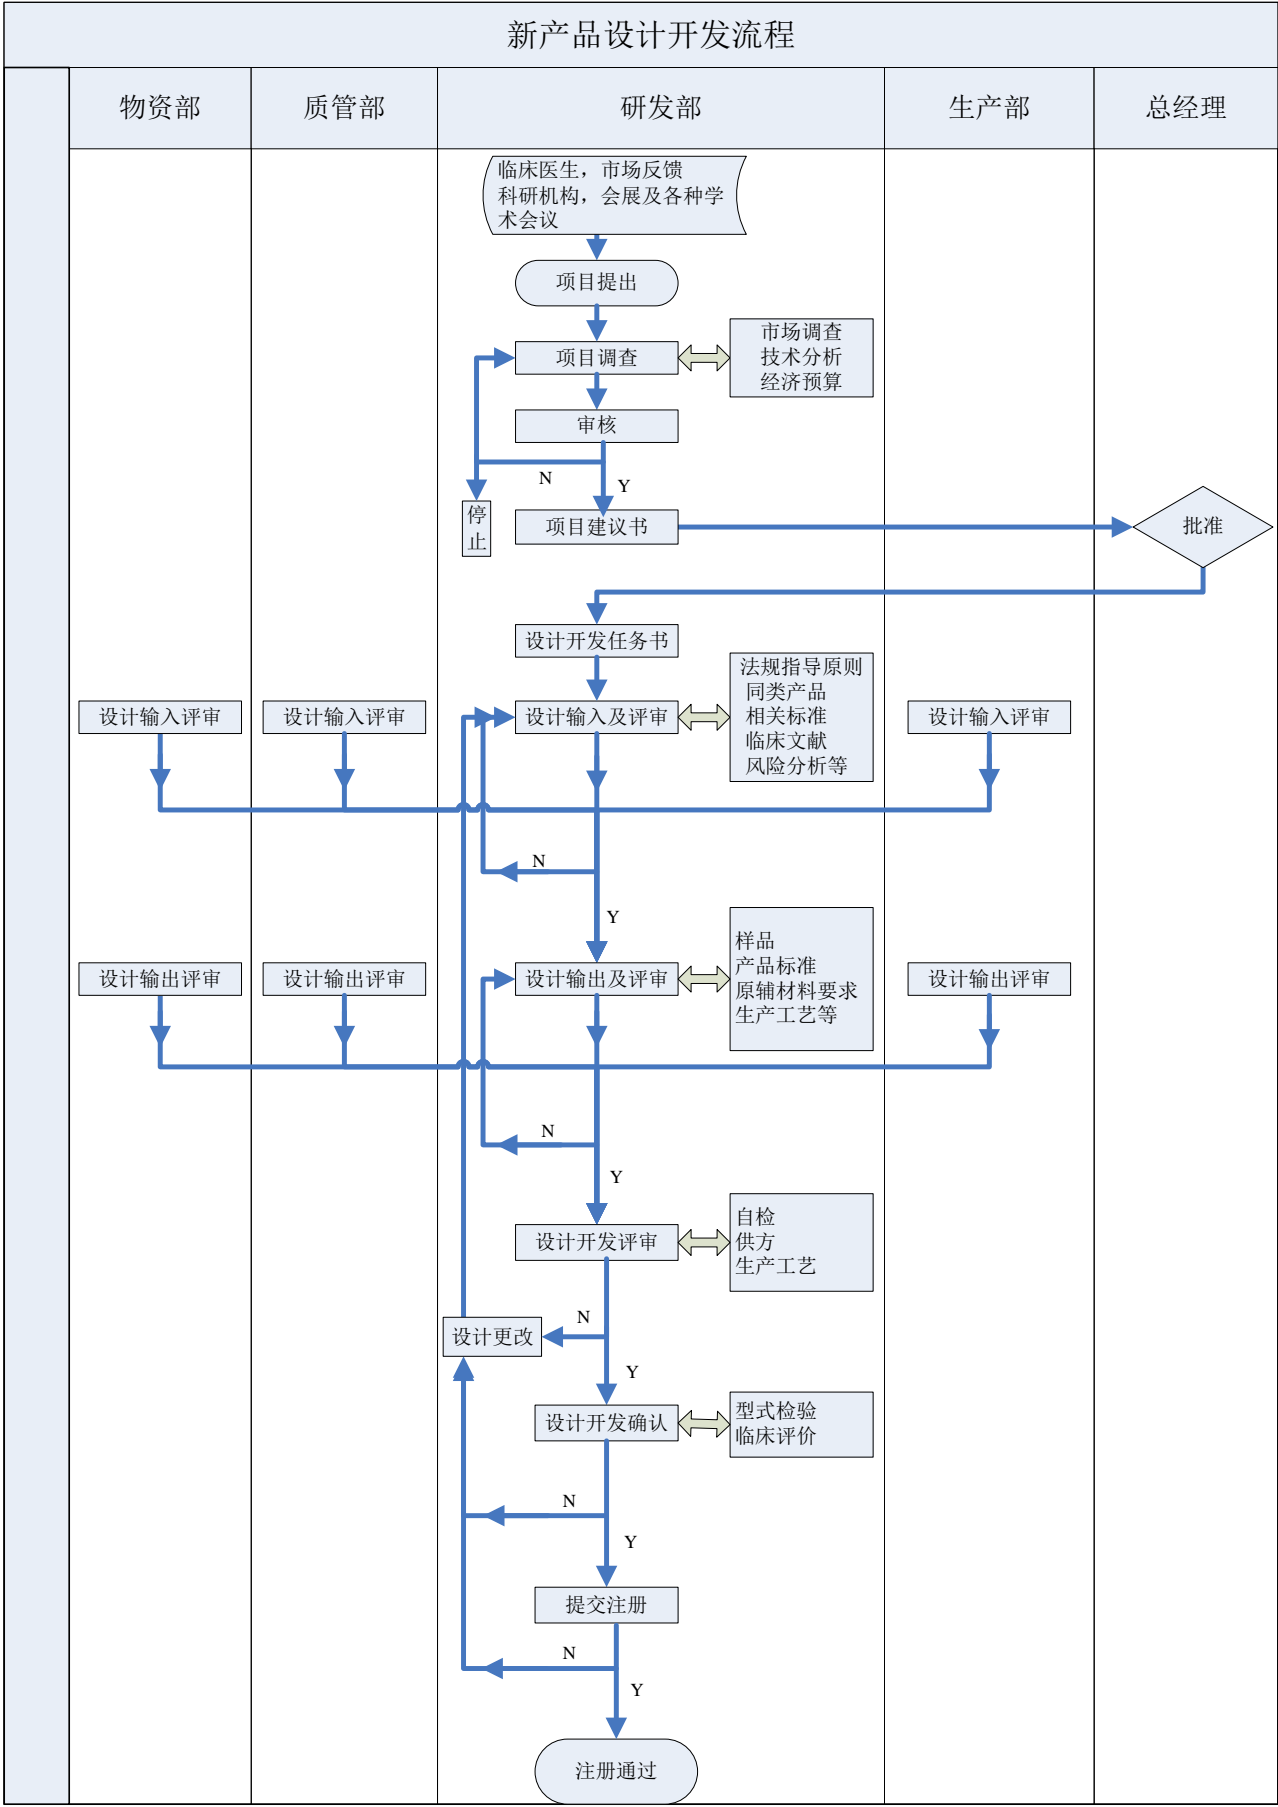 新产品设计开发流程
物资部
质管部
研发部
生产部
总经理
临床医生，市场反馈
科研机构，会展及各种学
术会议
项目提出
项目调查
市场调查
技术分析
经济预算
审核
N
Y
停
止
项目建议书
批准
设计开发任务书
设计输入评审
设计输入评审
设计输入及评审
法规指导原则
同类产品
相关标准
临床文献
风险分析等
设计输入评审
N
Y
设计输出评审
设计输出评审
设计输出及评审
样品
产品标准
原辅材料要求
生产工艺等
设计输出评审
N
Y
设计开发评审
自检
供方
生产工艺
N
设计更改
Y
设计开发确认
型式检验
临床评价
N
Y
提交注册
N
Y
注册通过